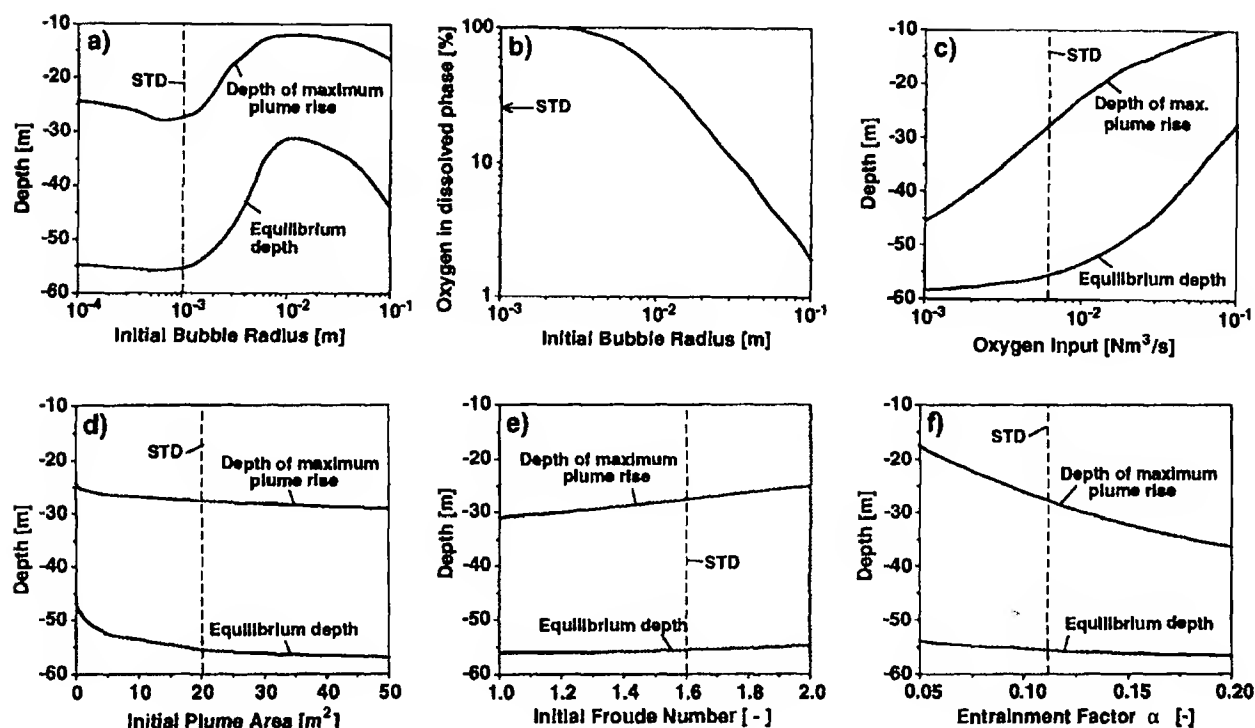 a)
-10
-20
-30
-40
-50
-60
Depth [m]
STD
Depth of maximum
plume rise
Equilibrium
depth
10⁻⁴
10⁻³
10⁻²
10⁻¹
Initial Bubble Radius [m]
b)
100
10
1
Oxygen in dissolved phase [%]
STD
10⁻³
10⁻²
10⁻¹
Initial Bubble Radius [m]
c)
-10
-20
-30
-40
-50
-60
Depth [m]
STD
Depth of max.
plume rise
Equilibrium depth
10⁻³
10⁻²
10⁻¹
Oxygen Input [Nm³/s]
d)
-10
-20
-30
-40
-50
-60
Depth [m]
STD
Depth of maximum
plume rise
Equilibrium depth
0
10
20
30
40
50
Initial Plume Area [m²]
e)
-10
-20
-30
-40
-50
-60
Depth [m]
Depth of maximum
plume rise
STD
Equilibrium depth
1.0
1.2
1.4
1.6
1.8
2.0
Initial Froude Number [-]
f)
-10
-20
-30
-40
-50
-60
Depth [m]
STD
Depth of maximum
plume rise
Equilibrium depth
0.05
0.10
0.15
0.20
Entrainment Factor α [-]